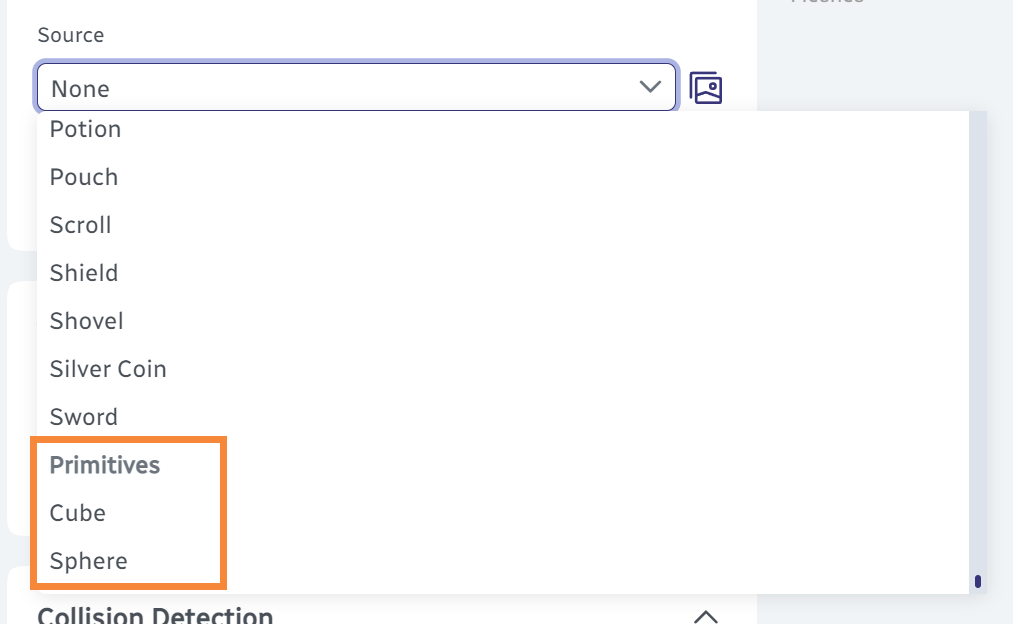 Source
None
Potion
Pouch
Scroll
Shield
Shovel
Silver Coin
Sword
Primitives
Cube
Sphere
Collision Detection